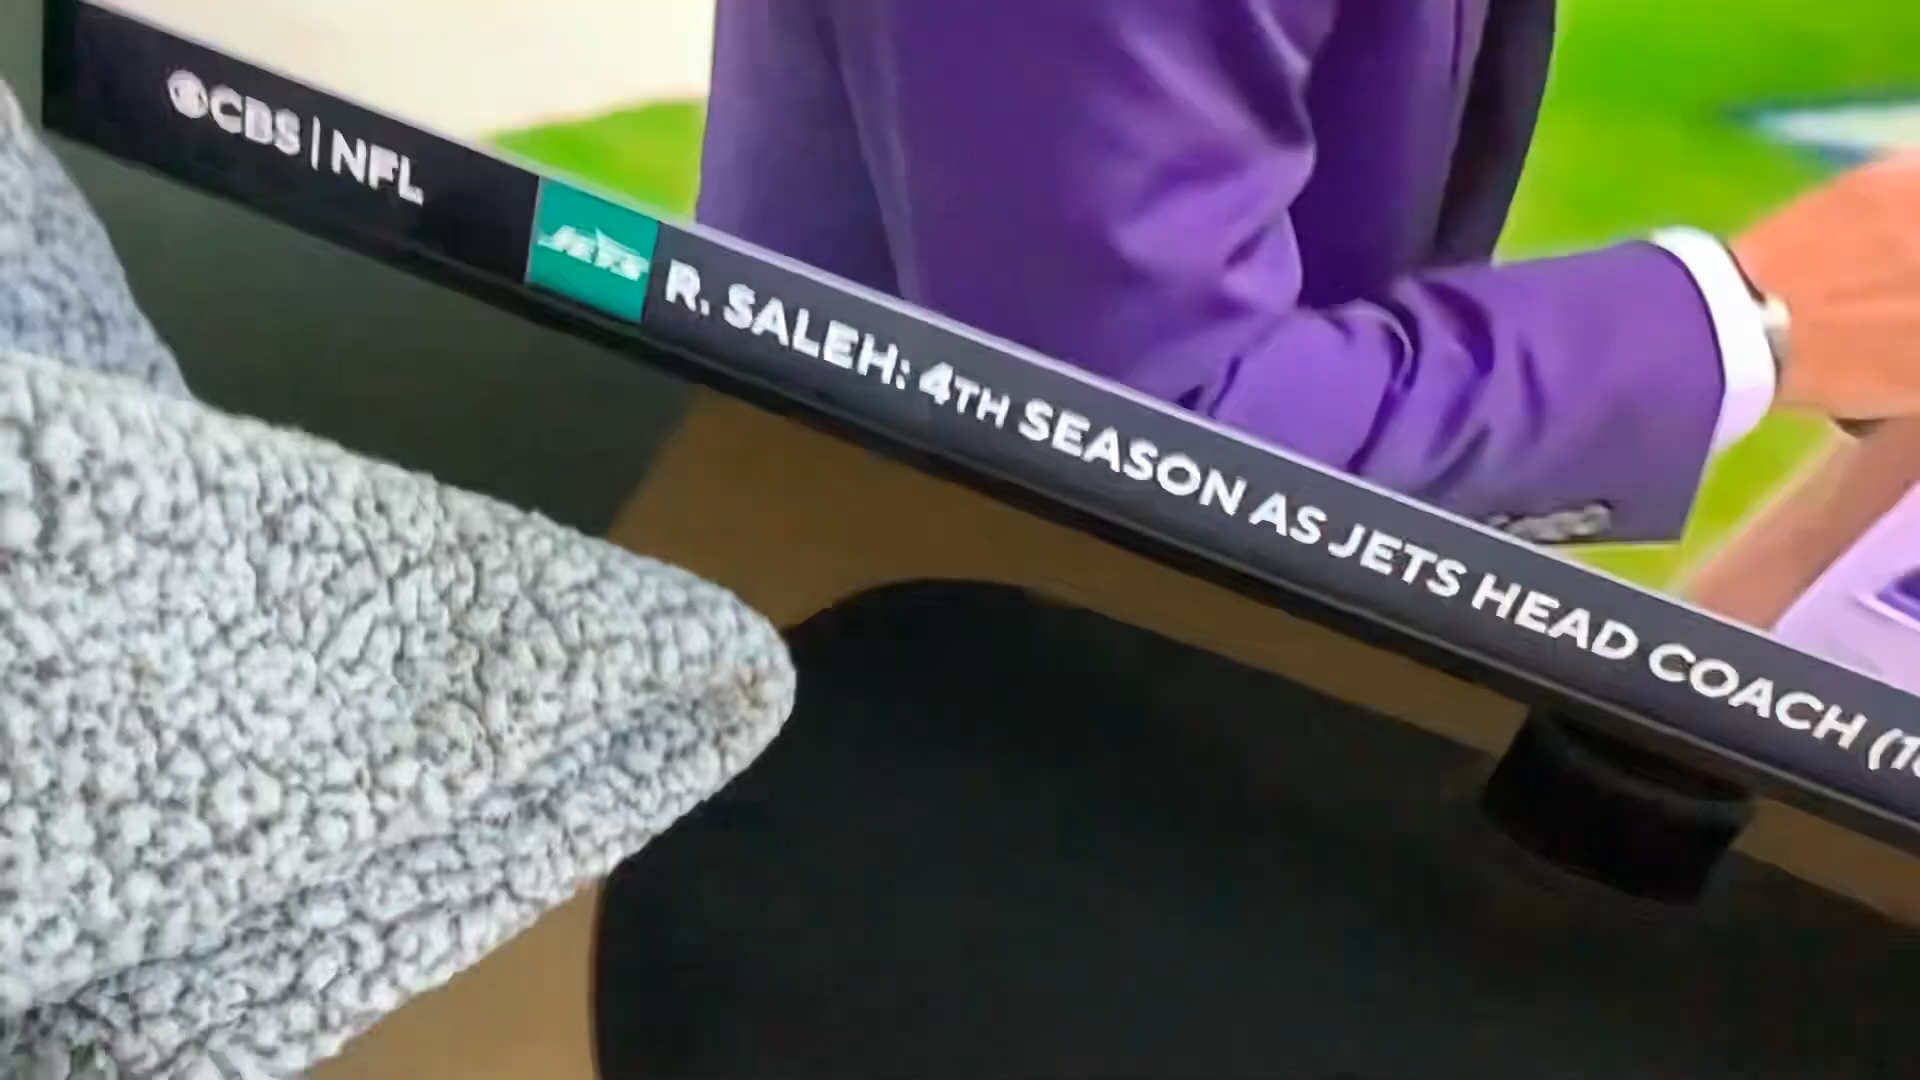 CBS | NFL JETS R. SALEH: 4TH SEASON AS JETS HEAD COACH